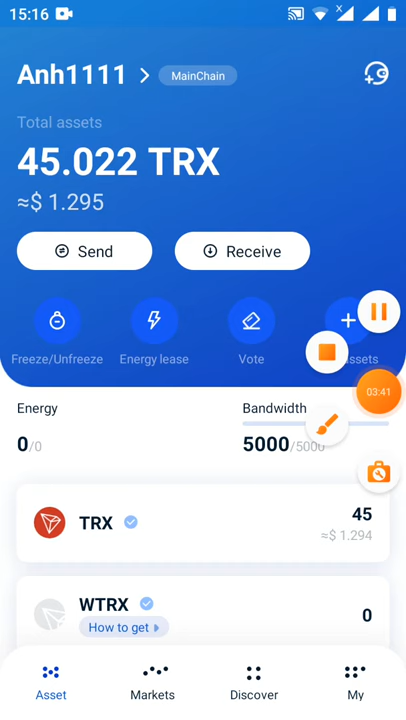 15:16
Anh1111
MainChain
Total assets
45.022 TRX
≈$ 1.295
Send
Receive
Freeze/Unfreeze
Energy lease
Vote
ssets
03:41
Energy
Bandwidth
0/0
5000/5000
TRX
45
≈$ 1.294
WTRX
0
How to get
Asset
Markets
Discover
My